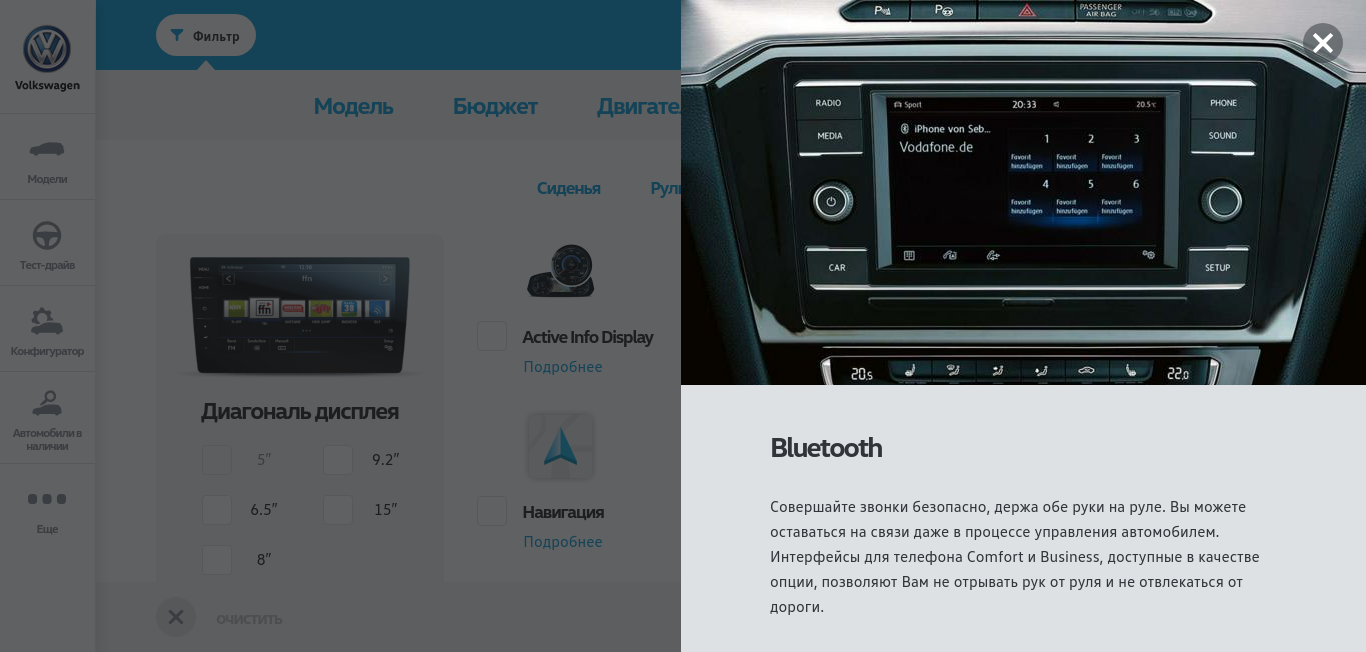 Volkswagen
Модели
Тест-драйв
Конфигуратор
Автомобили в
наличии
Еще
Фильтр
Модель
Бюджет
Двигател
Сиденья
Рул
ffn
Диагональ дисплея
5″
9.2″
6.5″
15″
8″
Active Info Display
Подробнее
Навигация
Подробнее
ОЧИСТИТЬ
PASSENGER
AIR BAG
RADIO
MEDIA
CAR
PHONE
SOUND
SETUP
Sport
20:33
20.5°c
iPhone von Seb...
Vodafone.de
1 2 3
Favorit Favorit Favorit
hinzufügen hinzufügen hinzufügen
4 5 6
Favorit Favorit Favorit
hinzufügen hinzufügen hinzufügen
20.5
22.0
Bluetooth
Совершайте звонки безопасно, держа обе руки на руле. Вы можете
оставаться на связи даже в процессе управления автомобилем.
Интерфейсы для телефона Comfort и Business, доступные в качестве
опции, позволяют Вам не отрывать рук от руля и не отвлекаться от
дороги.